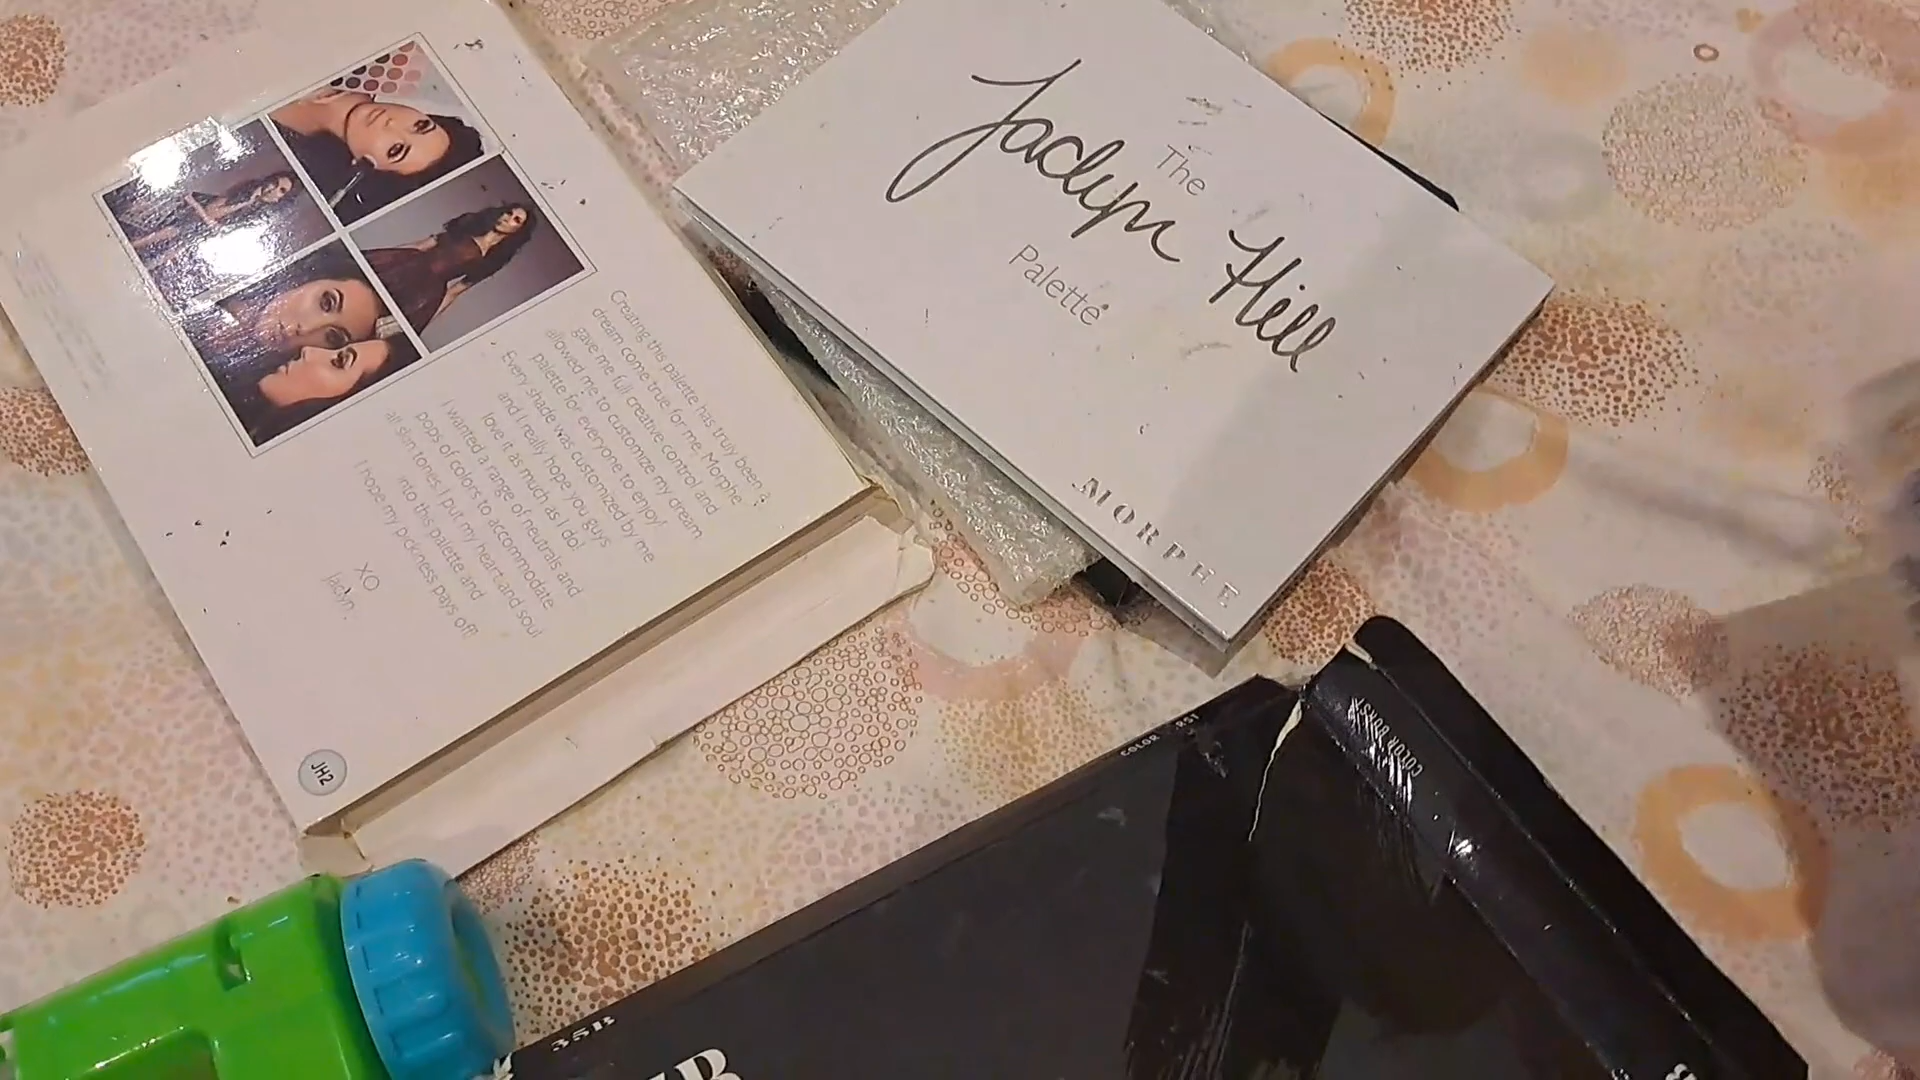 Creating this palette has truly been a
dream come true for me. Morphe
gave me full creative control and
allowed me to customize my dream
palette for everyone to enjoy!
Every shade was customized by me
and I really hope you guys
love it as much as I do!
I wanted a range of neutrals and
pops of colors to accommodate
all skin tones. I put my heart and soul
into this palette and
I hope my pickiness pays off!
XO
Jaclyn
JH2
The
Jaclyn Hill
Palette
MORPHE
COLOR
COLOR BURST
35B